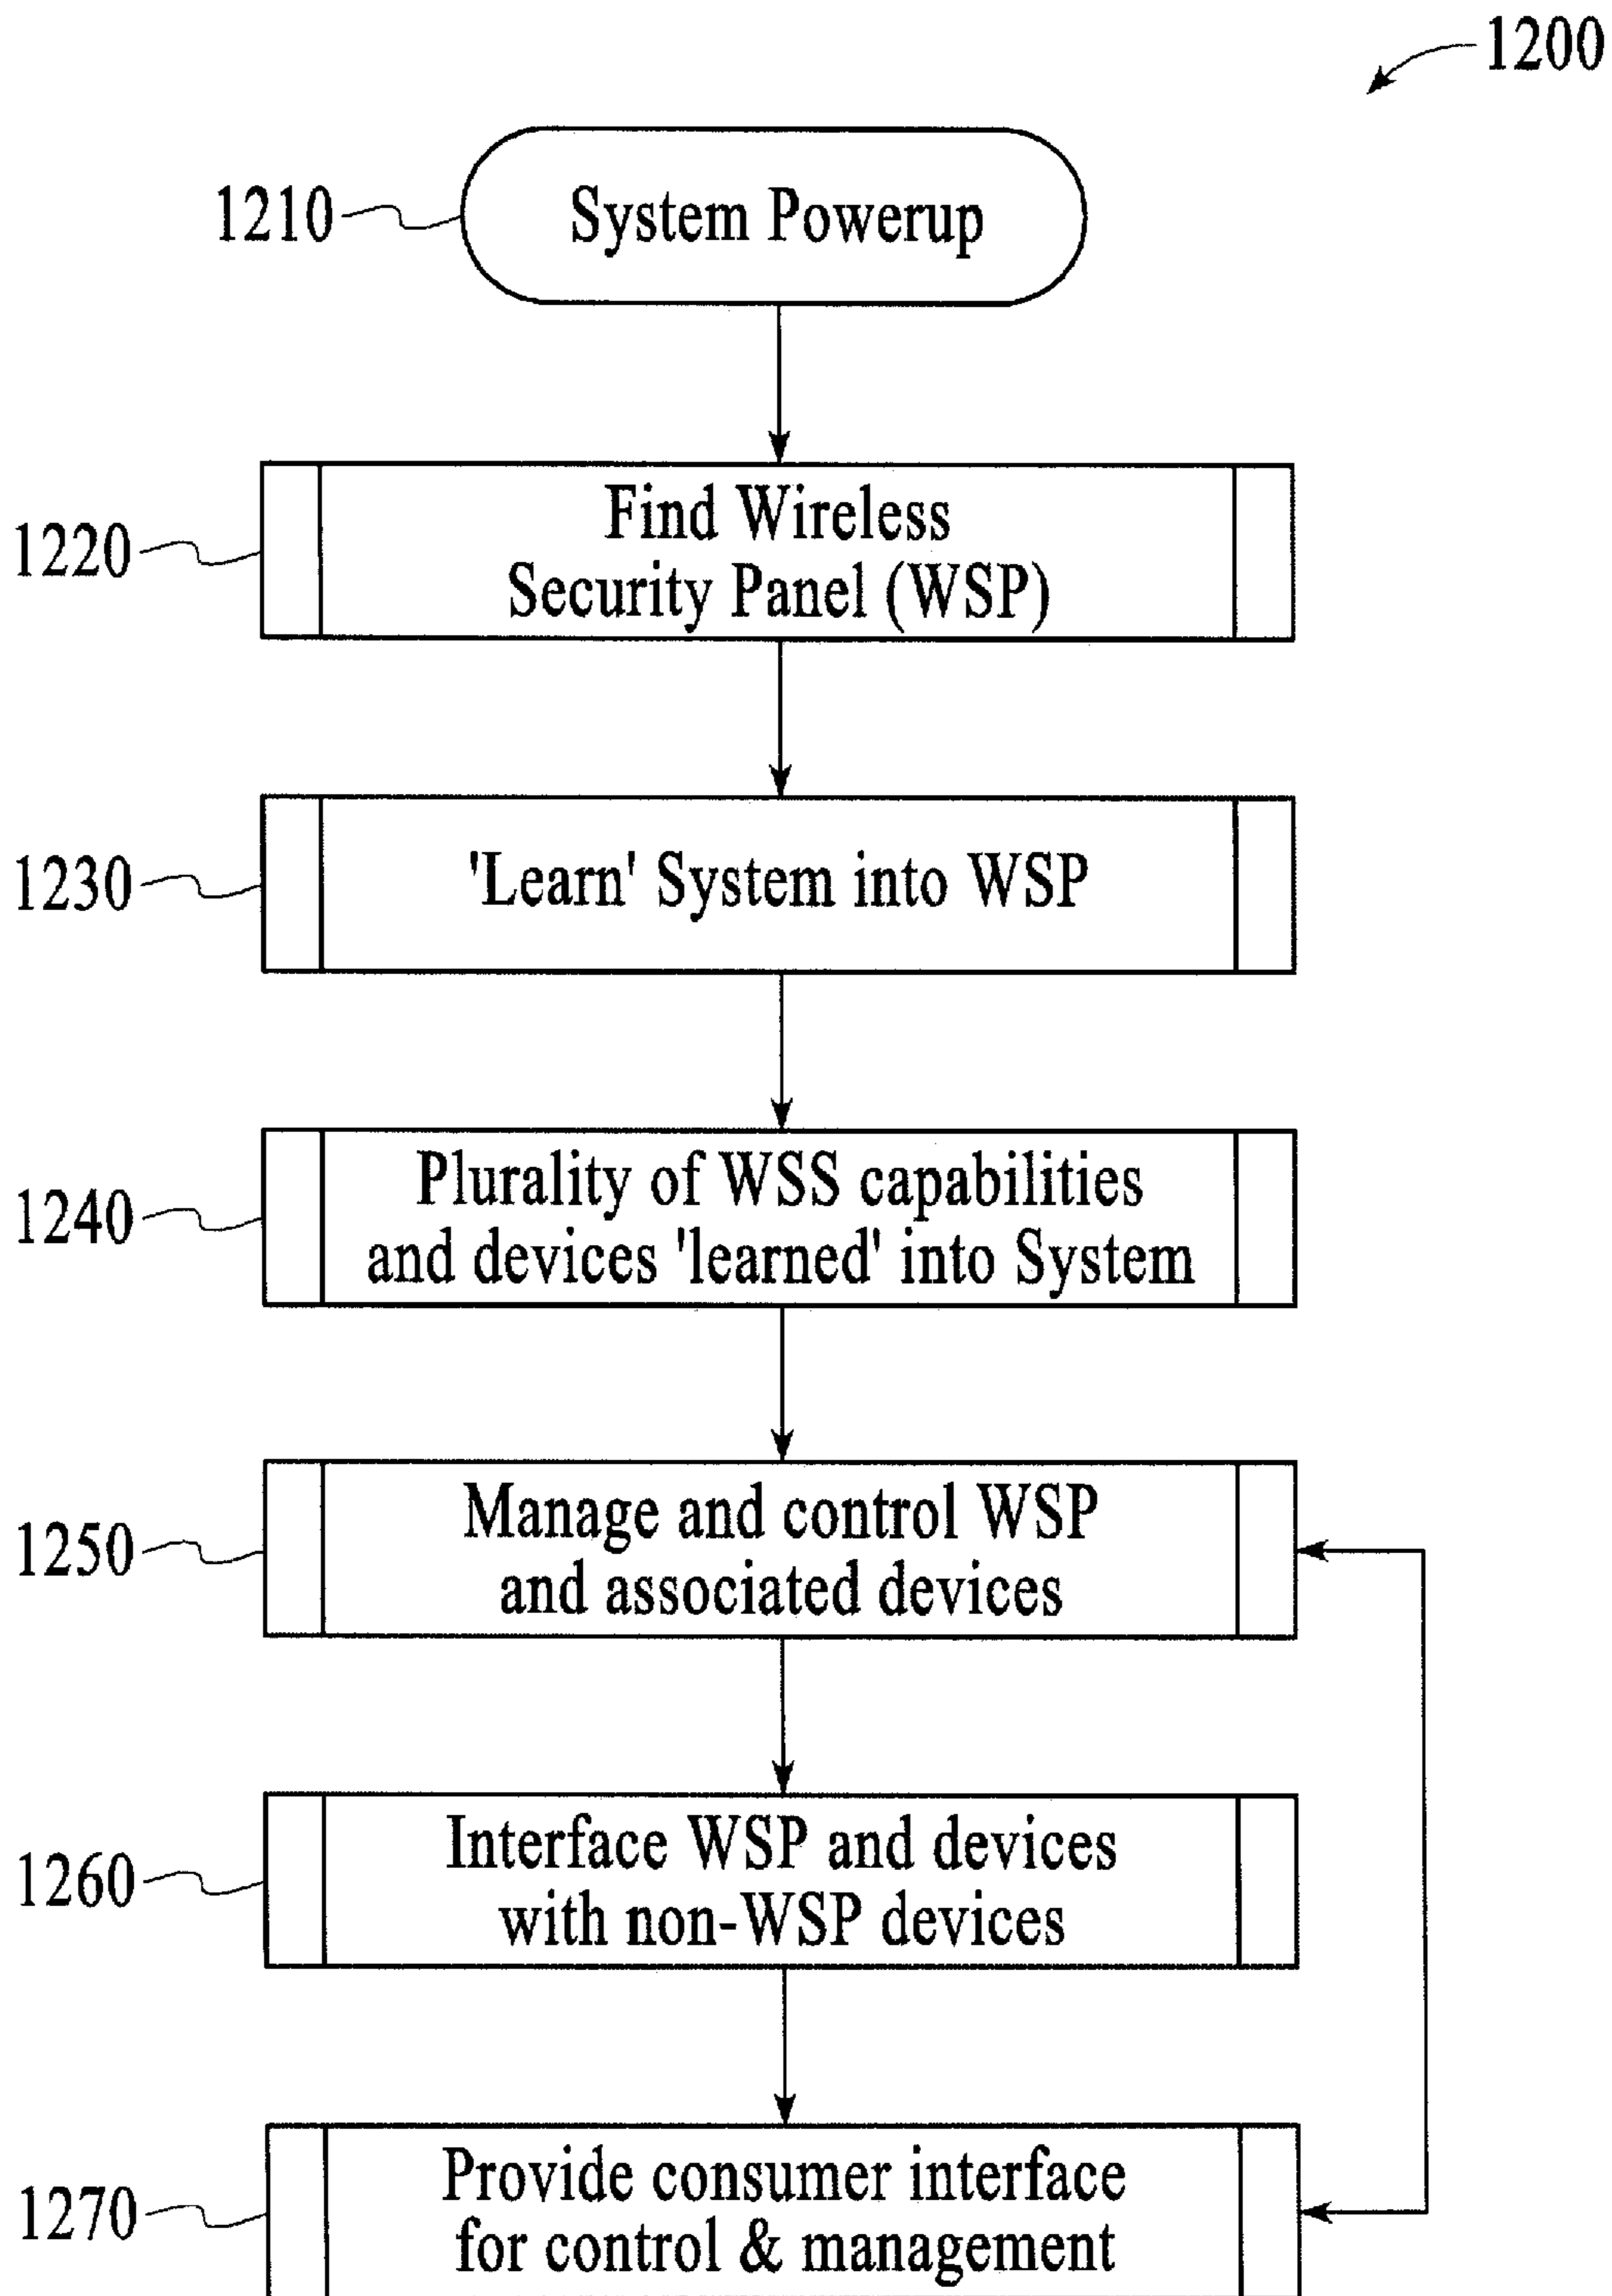 1200
1210
System Powerup
1220
Find Wireless
Security Panel (WSP)
1230
'Learn' System into WSP
1240
Plurality of WSS capabilities
and devices 'learned' into System
1250
Manage and control WSP
and associated devices
1260
Interface WSP and devices
with non-WSP devices
1270
Provide consumer interface
for control & management